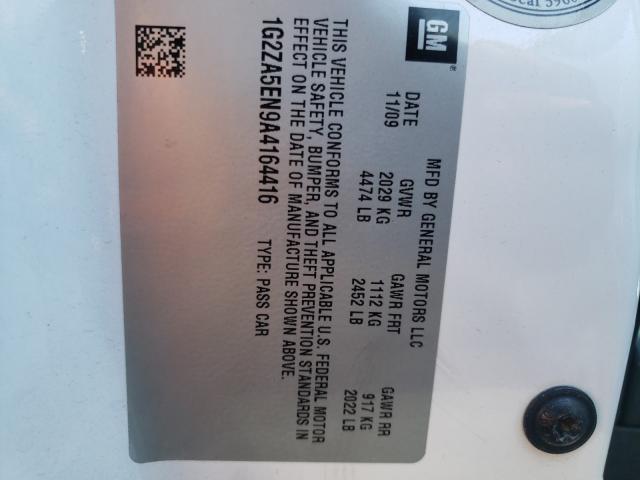 Local 5960
GM
MFD BY GENERAL MOTORS LLC
DATE GVWR GAWR FRT GAWR RR
11/09 2029 KG 1112 KG 917 KG
4474 LB 2452 LB 2022 LB
THIS VEHICLE CONFORMS TO ALL APPLICABLE U.S. FEDERAL MOTOR
VEHICLE SAFETY, BUMPER, AND THEFT PREVENTION STANDARDS IN
EFFECT ON THE DATE OF MANUFACTURE SHOWN ABOVE.
1G2ZA5EN9A4164416 TYPE: PASS CAR